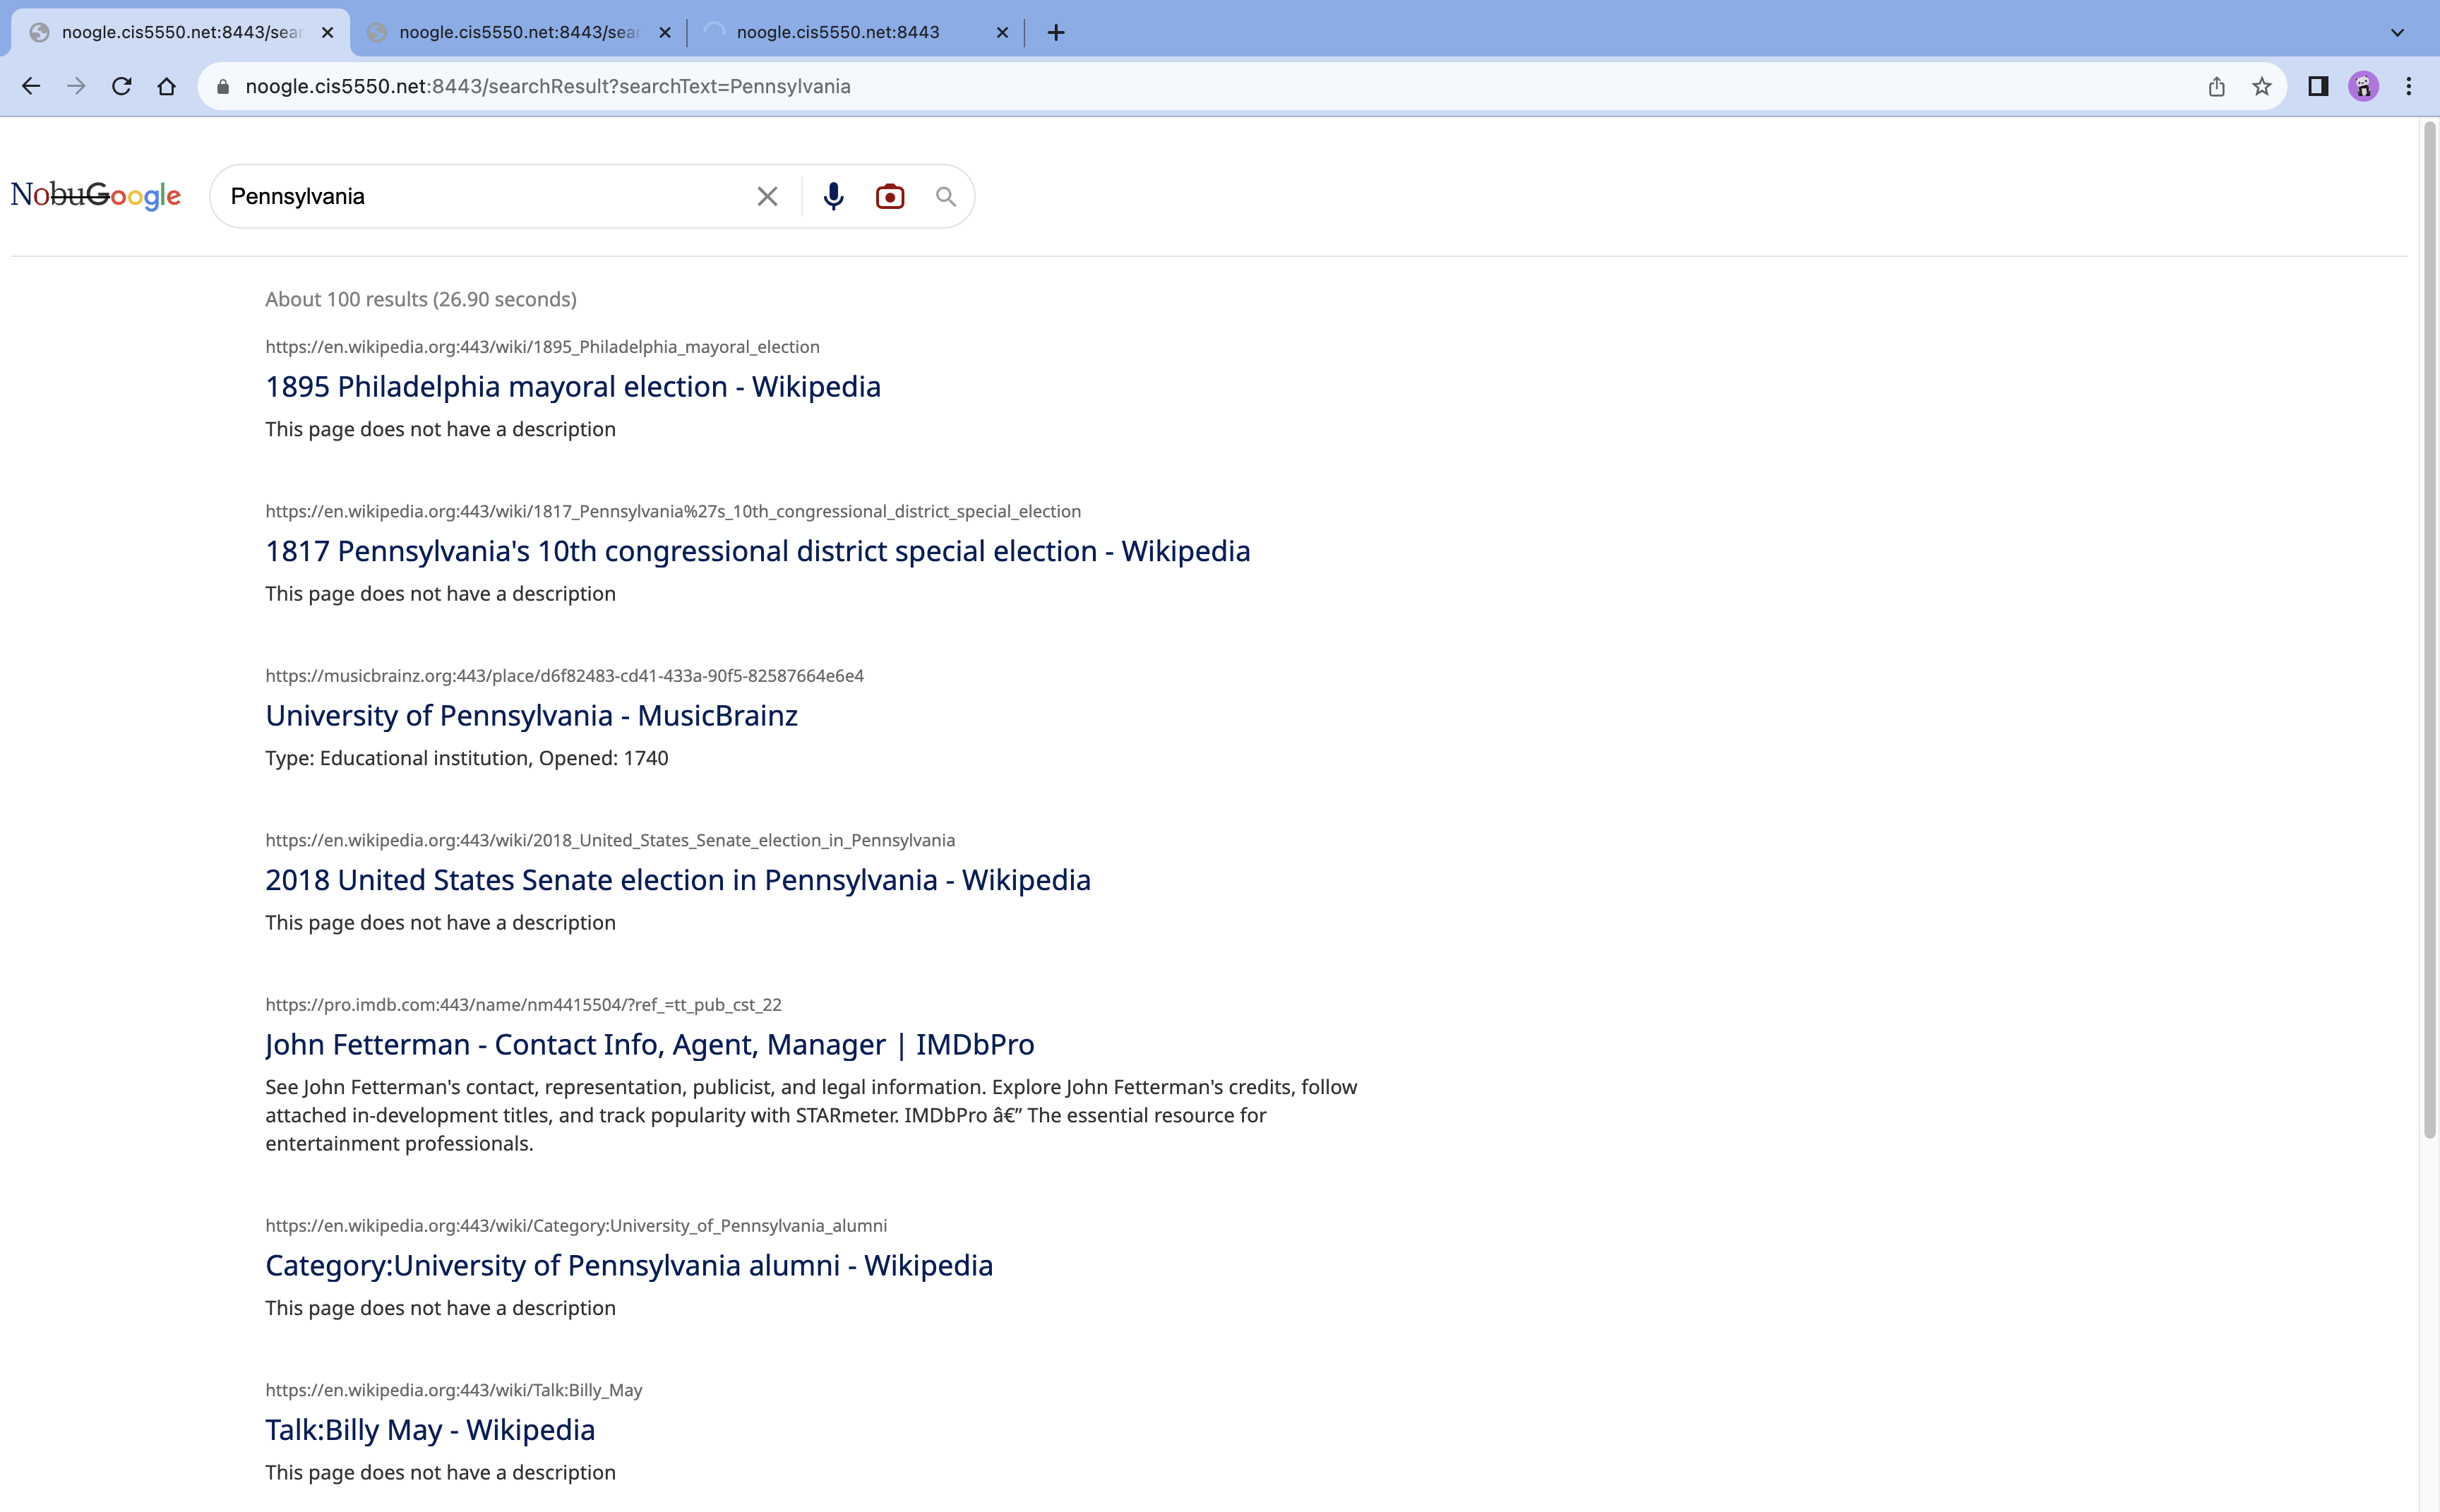 noogle.cis5550.net:8443/sear
noogle.cis5550.net:8443/sear
noogle.cis5550.net:8443
noogle.cis5550.net:8443/searchResult?searchText=Pennsylvania
NobuGoogle
Pennsylvania
About 100 results (26.90 seconds)
https://en.wikipedia.org:443/wiki/1895_Philadelphia_mayoral_election
1895 Philadelphia mayoral election - Wikipedia
This page does not have a description
https://en.wikipedia.org:443/wiki/1817_Pennsylvania%27s_10th_congressional_district_special_election
1817 Pennsylvania's 10th congressional district special election - Wikipedia
This page does not have a description
https://musicbrainz.org:443/place/d6f82483-cd41-433a-90f5-82587664e6e4
University of Pennsylvania - MusicBrainz
Type: Educational institution, Opened: 1740
https://en.wikipedia.org:443/wiki/2018_United_States_Senate_election_in_Pennsylvania
2018 United States Senate election in Pennsylvania - Wikipedia
This page does not have a description
https://pro.imdb.com:443/name/nm4415504/?ref_=tt_pub_cst_22
John Fetterman - Contact Info, Agent, Manager | IMDbPro
See John Fetterman's contact, representation, publicist, and legal information. Explore John Fetterman's credits, follow
attached in-development titles, and track popularity with STARmeter. IMDbPro â€” The essential resource for
entertainment professionals.
https://en.wikipedia.org:443/wiki/Category:University_of_Pennsylvania_alumni
Category:University of Pennsylvania alumni - Wikipedia
This page does not have a description
https://en.wikipedia.org:443/wiki/Talk:Billy_May
Talk:Billy May - Wikipedia
This page does not have a description